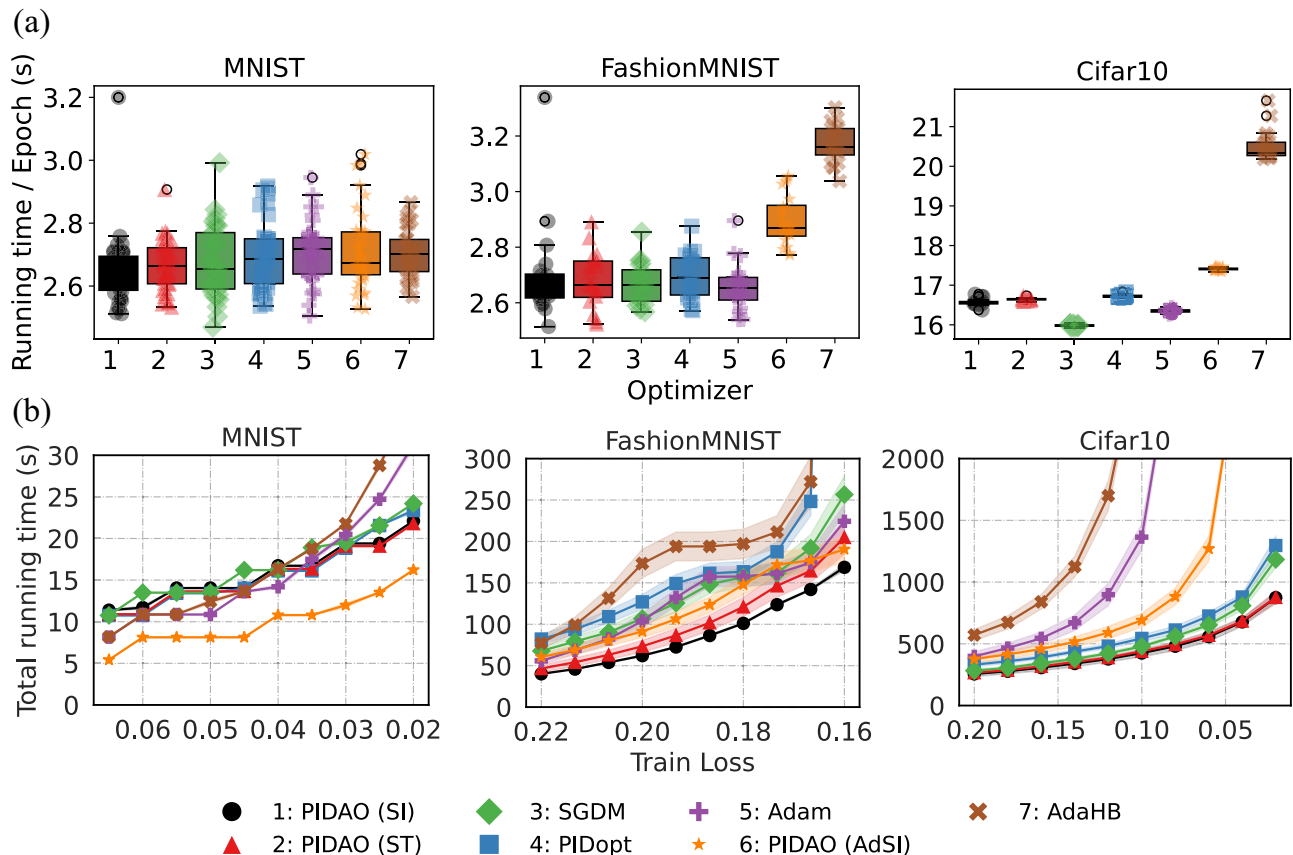 (a)
MNIST
FashionMNIST
Cifar10
Running time / Epoch (s)
3.2
3.0
2.8
2.6
1 2 3 4 5 6 7
3.2
3.0
2.8
2.6
1 2 3 4 5 6 7
21
20
19
18
17
16
1 2 3 4 5 6 7
Optimizer
(b)
MNIST
FashionMNIST
Cifar10
Total running time (s)
30
25
20
15
10
5
0
0.06 0.05 0.04 0.03 0.02
300
250
200
150
100
50
0
0.22 0.20 0.18 0.16
2000
1500
1000
500
0
0.20 0.15 0.10 0.05
Train Loss
1: PIDAO (SI)
3: SGDM
5: Adam
7: AdaHB
2: PIDAO (ST)
4: PIDopt
6: PIDAO (AdSI)